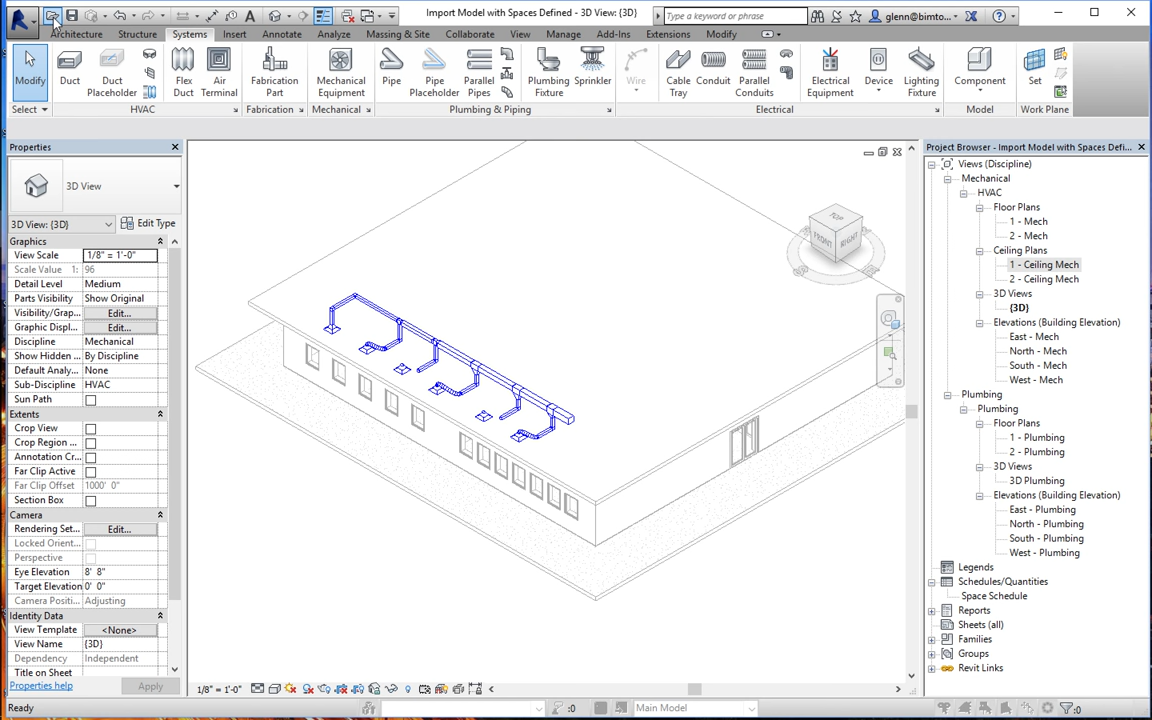 Import Model with Spaces Defined - 3D View: {3D}
Type a keyword or phrase
glenn@bimto...
Architecture Structure Systems Insert Annotate Analyze Massing & Site Collaborate View Manage Add-Ins Extensions Modify
Modify
Duct
Duct Placeholder
Flex Duct
Air Terminal
Fabrication Part
Mechanical Equipment
Pipe
Pipe Placeholder
Parallel Pipes
Plumbing Fixture
Sprinkler
Wire
Cable Tray
Conduit
Parallel Conduits
Electrical Equipment
Device
Lighting Fixture
Component
Set
Select
HVAC
Fabrication
Mechanical
Plumbing & Piping
Electrical
Model
Work Plane
Properties
3D View
3D View: {3D}
Edit Type
Graphics
View Scale 1/8" = 1'-0"
Scale Value 1: 96
Detail Level Medium
Parts Visibility Show Original
Visibility/Grap... Edit...
Graphic Displ... Edit...
Discipline Mechanical
Show Hidden ... By Discipline
Default Analy... None
Sub-Discipline HVAC
Sun Path
Extents
Crop View
Crop Region ...
Annotation Cr...
Far Clip Active
Far Clip Offset 1000' 0"
Section Box
Camera
Rendering Set... Edit...
Locked Orient...
Perspective
Eye Elevation 8' 8"
Target Elevation 0' 0"
Camera Positi... Adjusting
Identity Data
View Template <None>
View Name {3D}
Dependency Independent
Title on Sheet
Properties help
Apply
TOP
FRONT
RIGHT
Project Browser - Import Model with Spaces Defi...
Views (Discipline)
Mechanical
HVAC
Floor Plans
1 - Mech
2 - Mech
Ceiling Plans
1 - Ceiling Mech
2 - Ceiling Mech
3D Views
{3D}
Elevations (Building Elevation)
East - Mech
North - Mech
South - Mech
West - Mech
Plumbing
Plumbing
Floor Plans
1 - Plumbing
2 - Plumbing
3D Views
3D Plumbing
Elevations (Building Elevation)
East - Plumbing
North - Plumbing
South - Plumbing
West - Plumbing
Legends
Schedules/Quantities
Space Schedule
Reports
Sheets (all)
Families
Groups
Revit Links
1/8" = 1'-0"
Ready
:0
Main Model
:0